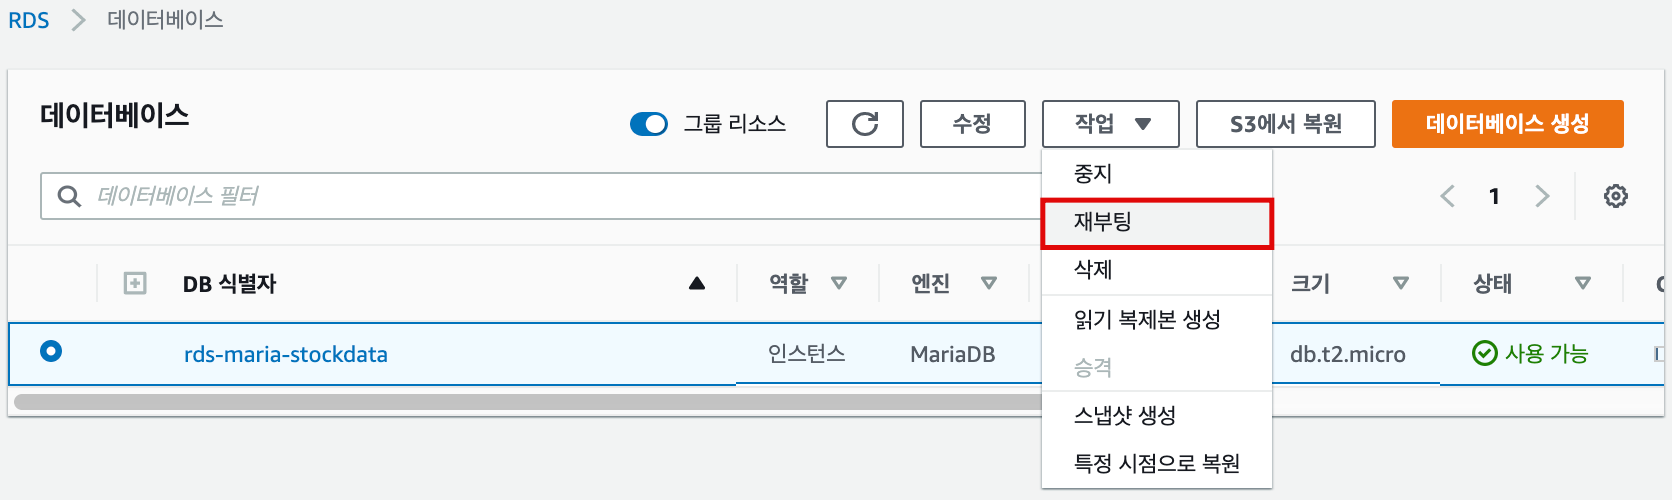 RDS 데이터베이스
데이터베이스
그룹 리소스
수정
작업
S3에서 복원
데이터베이스 생성
데이터베이스 필터
1
중지
재부팅
삭제
읽기 복제본 생성
승격
스냅샷 생성
특정 시점으로 복원
DB 식별자 역할 엔진 크기 상태
rds-maria-stockdata 인스턴스 MariaDB db.t2.micro 사용 가능